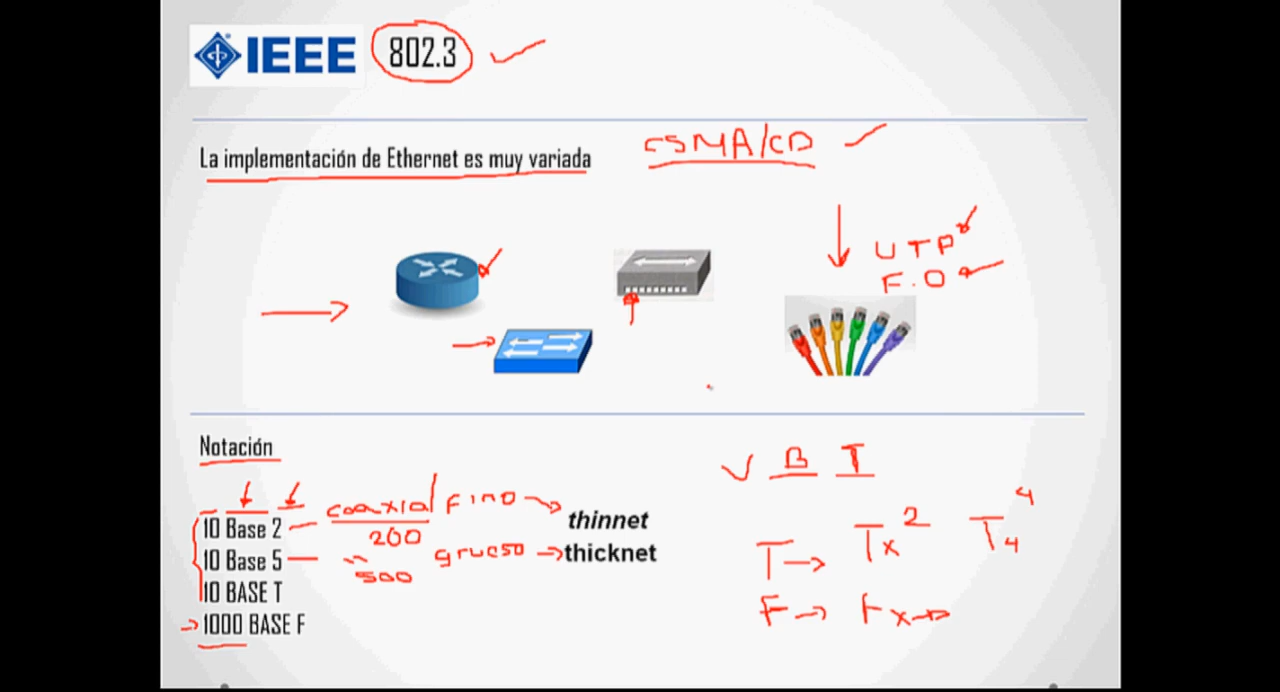 IEEE 802.3
CSMA/CD
La implementación de Ethernet es muy variada
UTP
F.O
Notación
V B T
10 Base 2 coaxial/Fino thinnet
200
10 Base 5 grueso thicknet
500
10 BASE T
1000 BASE F
T Tx 2 T4 4
F Fx